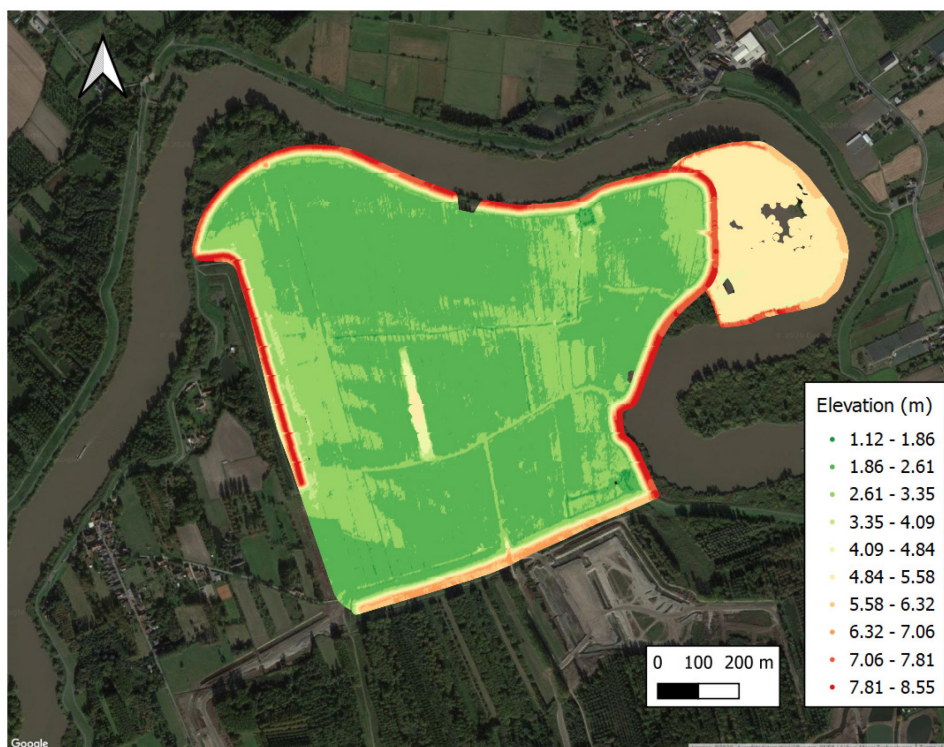 Elevation (m)
1.12 - 1.86
1.86 - 2.61
2.61 - 3.35
3.35 - 4.09
4.09 - 4.84
4.84 - 5.58
5.58 - 6.32
6.32 - 7.06
7.06 - 7.81
7.81 - 8.55
0 100 200 m
Google